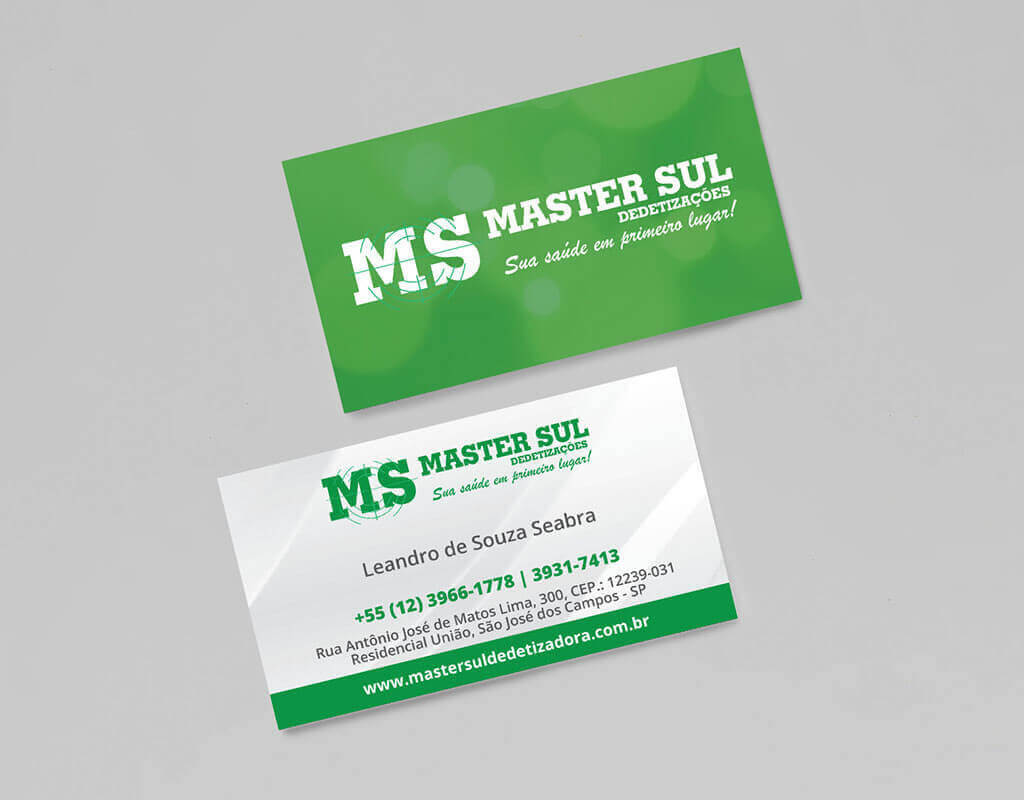 MS MASTER SUL
DEDETIZAÇÕES
Sua saúde em primeiro lugar!
MS MASTER SUL
DEDETIZAÇÕES
Sua saúde em primeiro lugar!
Leandro de Souza Seabra
+55 (12) 3966-1778 | 3931-7413
Rua Antônio José de Matos Lima, 300, CEP.: 12239-031
Residencial União, São José dos Campos - SP
www.mastersuldedetizadora.com.br